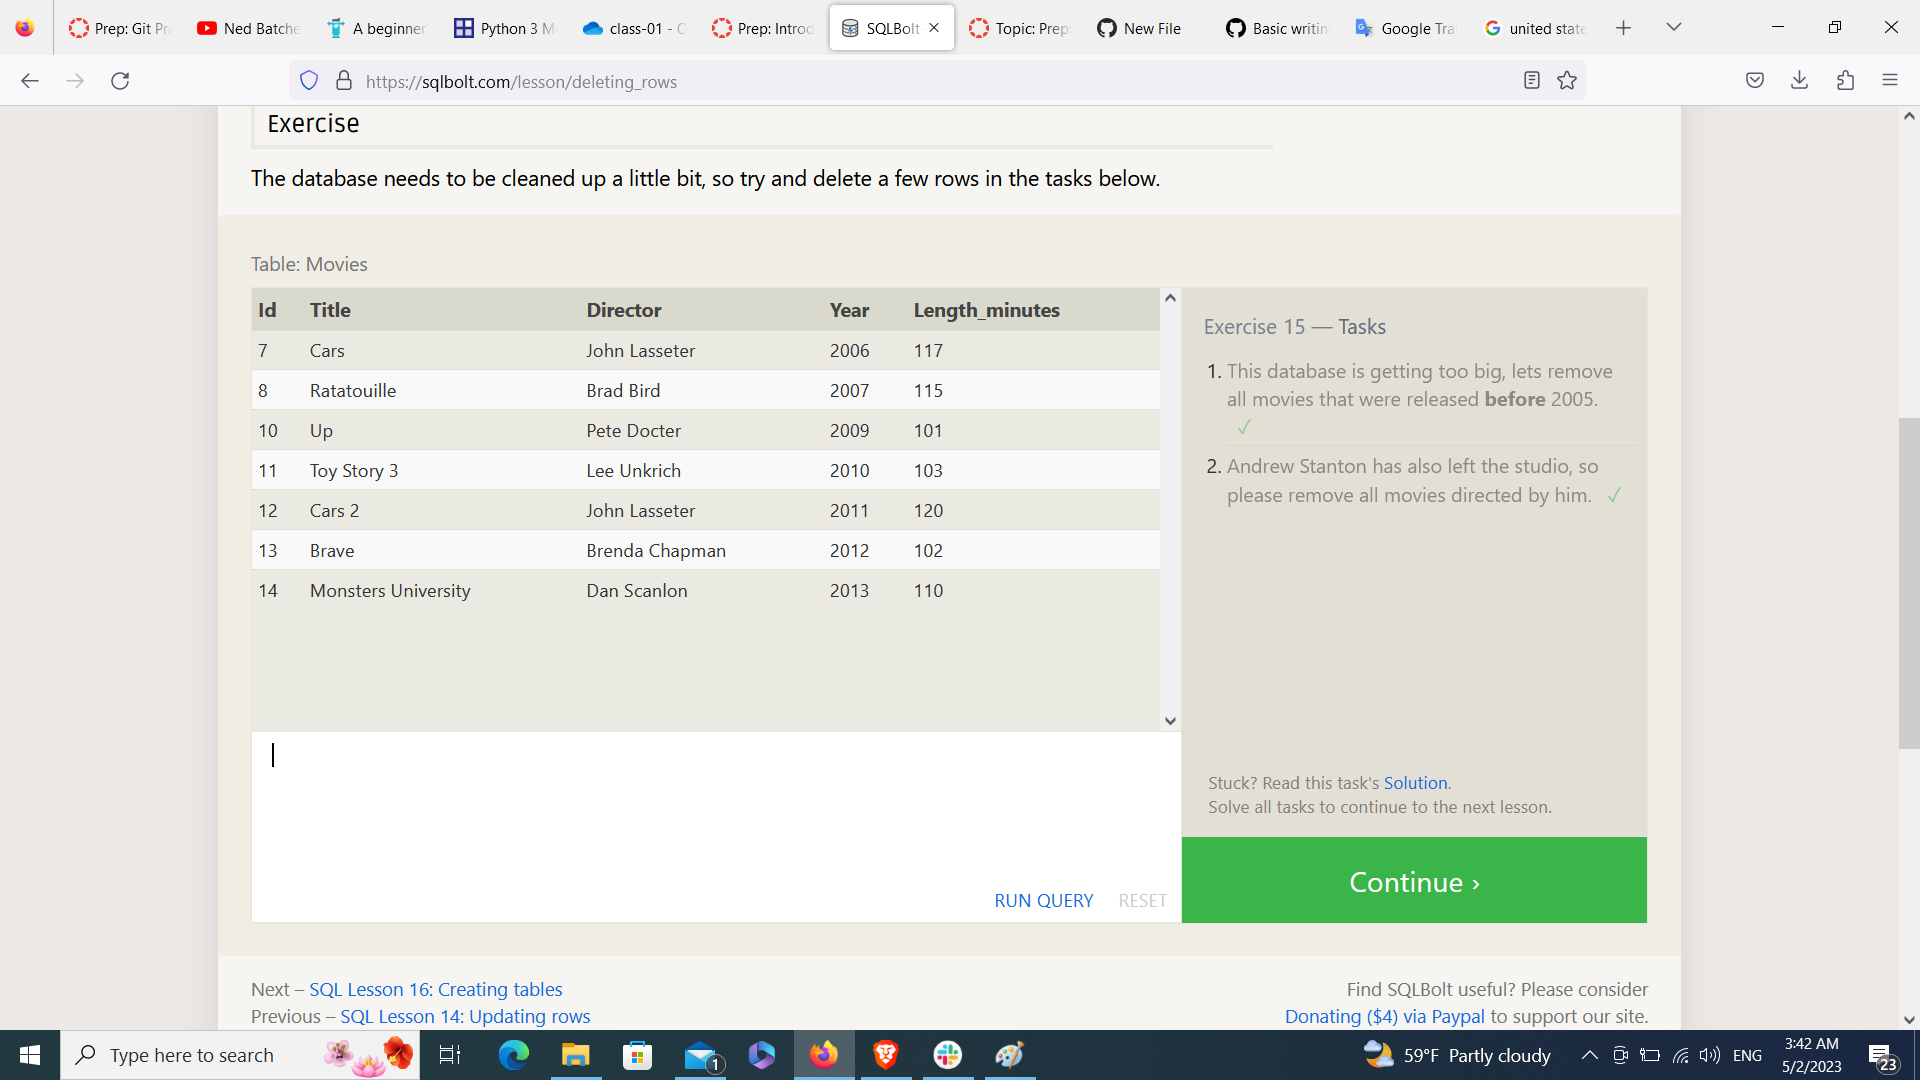 Prep: Git Pra
Ned Batche
A beginner
Python 3 Mo
class-01 - O
Prep: Introd
SQLBolt
Topic: Prep:
New File
Basic writin
Google Tra
united state
https://sqlbolt.com/lesson/deleting_rows
Exercise
The database needs to be cleaned up a little bit, so try and delete a few rows in the tasks below.
Table: Movies
Id Title Director Year Length_minutes
7 Cars John Lasseter 2006 117
8 Ratatouille Brad Bird 2007 115
10 Up Pete Docter 2009 101
11 Toy Story 3 Lee Unkrich 2010 103
12 Cars 2 John Lasseter 2011 120
13 Brave Brenda Chapman 2012 102
14 Monsters University Dan Scanlon 2013 110
RUN QUERY RESET
Exercise 15 — Tasks
1. This database is getting too big, lets remove
all movies that were released before 2005.
✓
2. Andrew Stanton has also left the studio, so
please remove all movies directed by him. ✓
Stuck? Read this task's Solution.
Solve all tasks to continue to the next lesson.
Continue ›
Next – SQL Lesson 16: Creating tables
Previous – SQL Lesson 14: Updating rows
Find SQLBolt useful? Please consider
Donating ($4) via Paypal to support our site.
Type here to search
1
59°F Partly cloudy
ENG
3:42 AM
5/2/2023
23